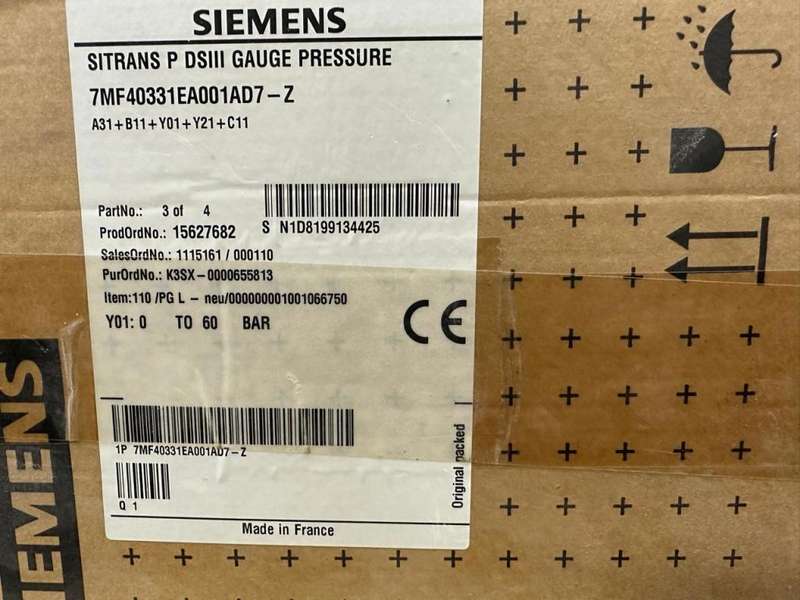 SIEMENS
SITRANS P DSIII GAUGE PRESSURE
7MF40331EA001AD7-Z
A31+B11+Y01+Y21+C11
PartNo.: 3 of 4
ProdOrdNo.: 15627682 S N1D8199134425
SalesOrdNo.: 1115161 / 000110
PurOrdNo.: K3SX-0000655813
Item:110 /PG L - neu/000000001001066750
Y01: 0 TO 60 BAR
CE
1P 7MF40331EA001AD7-Z
Q 1
Original packed
Made in France
IEMENS